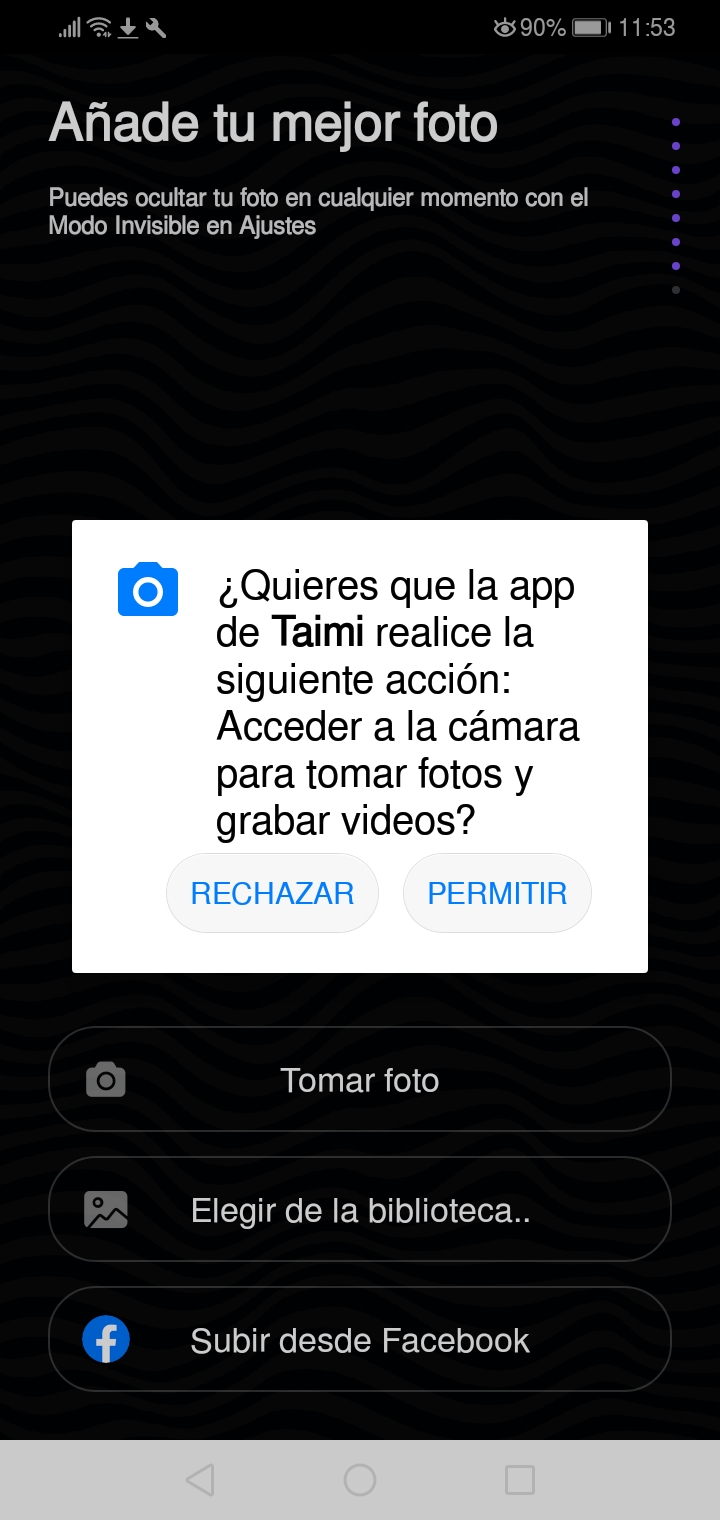 90% 11:53
Añade tu mejor foto
Puedes ocultar tu foto en cualquier momento con el
Modo Invisible en Ajustes
¿Quieres que la app
de Taimi realice la
siguiente acción:
Acceder a la cámara
para tomar fotos y
grabar videos?
RECHAZAR PERMITIR
Tomar foto
Elegir de la biblioteca..
Subir desde Facebook